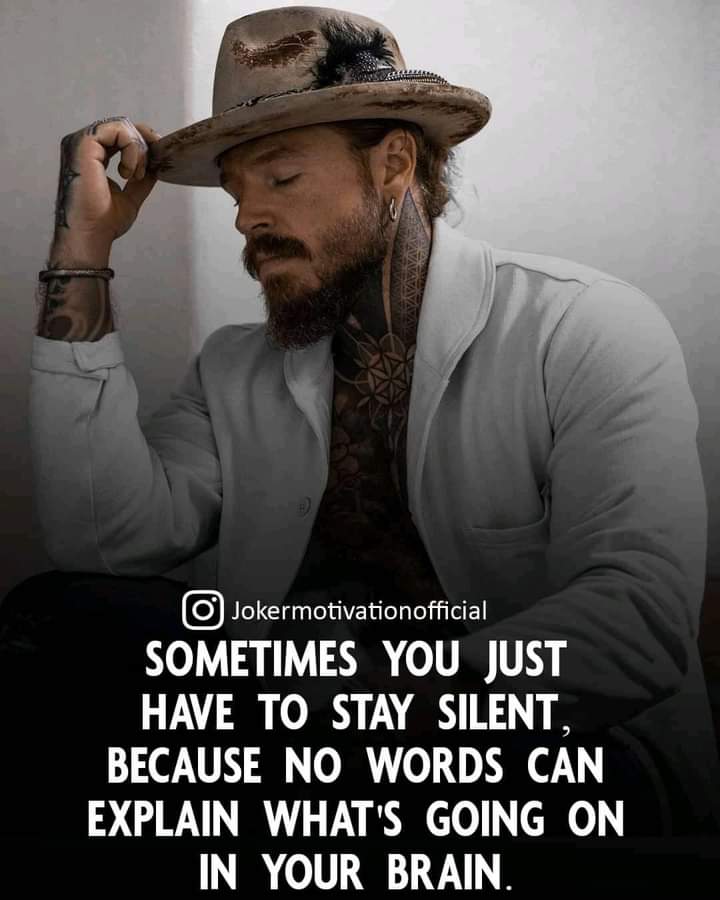 Jokermotivationofficial
SOMETIMES YOU JUST
HAVE TO STAY SILENT,
BECAUSE NO WORDS CAN
EXPLAIN WHAT'S GOING ON
IN YOUR BRAIN.